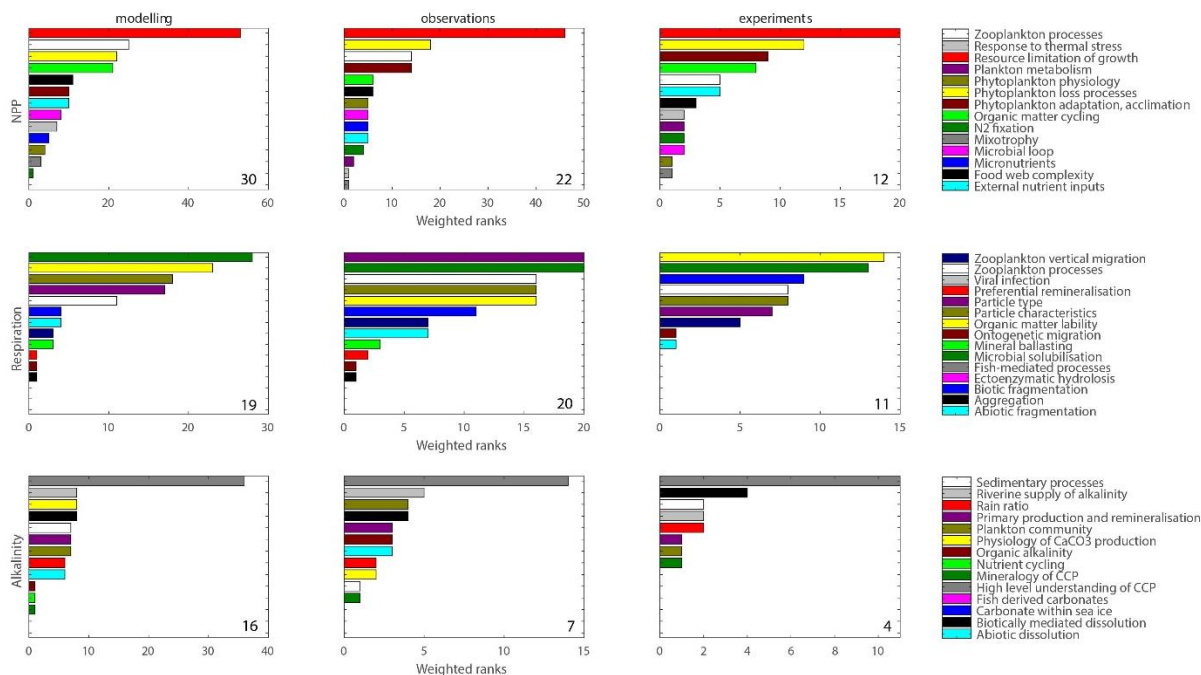 modelling
observations
experiments
NPP
30
0 10 20 30 40 50 60
22
0 10 20 30 40 50
Weighted ranks
12
0 5 10 15 20
Zooplankton processes
Response to thermal stress
Resource limitation of growth
Plankton metabolism
Phytoplankton physiology
Phytoplankton loss processes
Phytoplankton adaptation, acclimation
Organic matter cycling
N2 fixation
Mixotrophy
Microbial loop
Micronutrients
Food web complexity
External nutrient inputs
Respiration
19
0 10 20 30
20
0 5 10 15 20
Weighted ranks
11
0 5 10 15
Zooplankton vertical migration
Zooplankton processes
Viral infection
Preferential remineralisation
Particle type
Particle characteristics
Organic matter lability
Ontogenetic migration
Mineral ballasting
Microbial solubilisation
Fish-mediated processes
Ectoenzymatic hydrolosis
Biotic fragmentation
Aggregation
Abiotic fragmentation
Alkalinity
16
0 10 20 30 40
7
0 5 10 15
Weighted ranks
4
0 2 4 6 8 10
Sedimentary processes
Riverine supply of alkalinity
Rain ratio
Primary production and remineralisation
Plankton community
Physiology of CaCO3 production
Organic alkalinity
Nutrient cycling
Mineralogy of CCP
High level understanding of CCP
Fish derived carbonates
Carbonate within sea ice
Biotically mediated dissolution
Abiotic dissolution